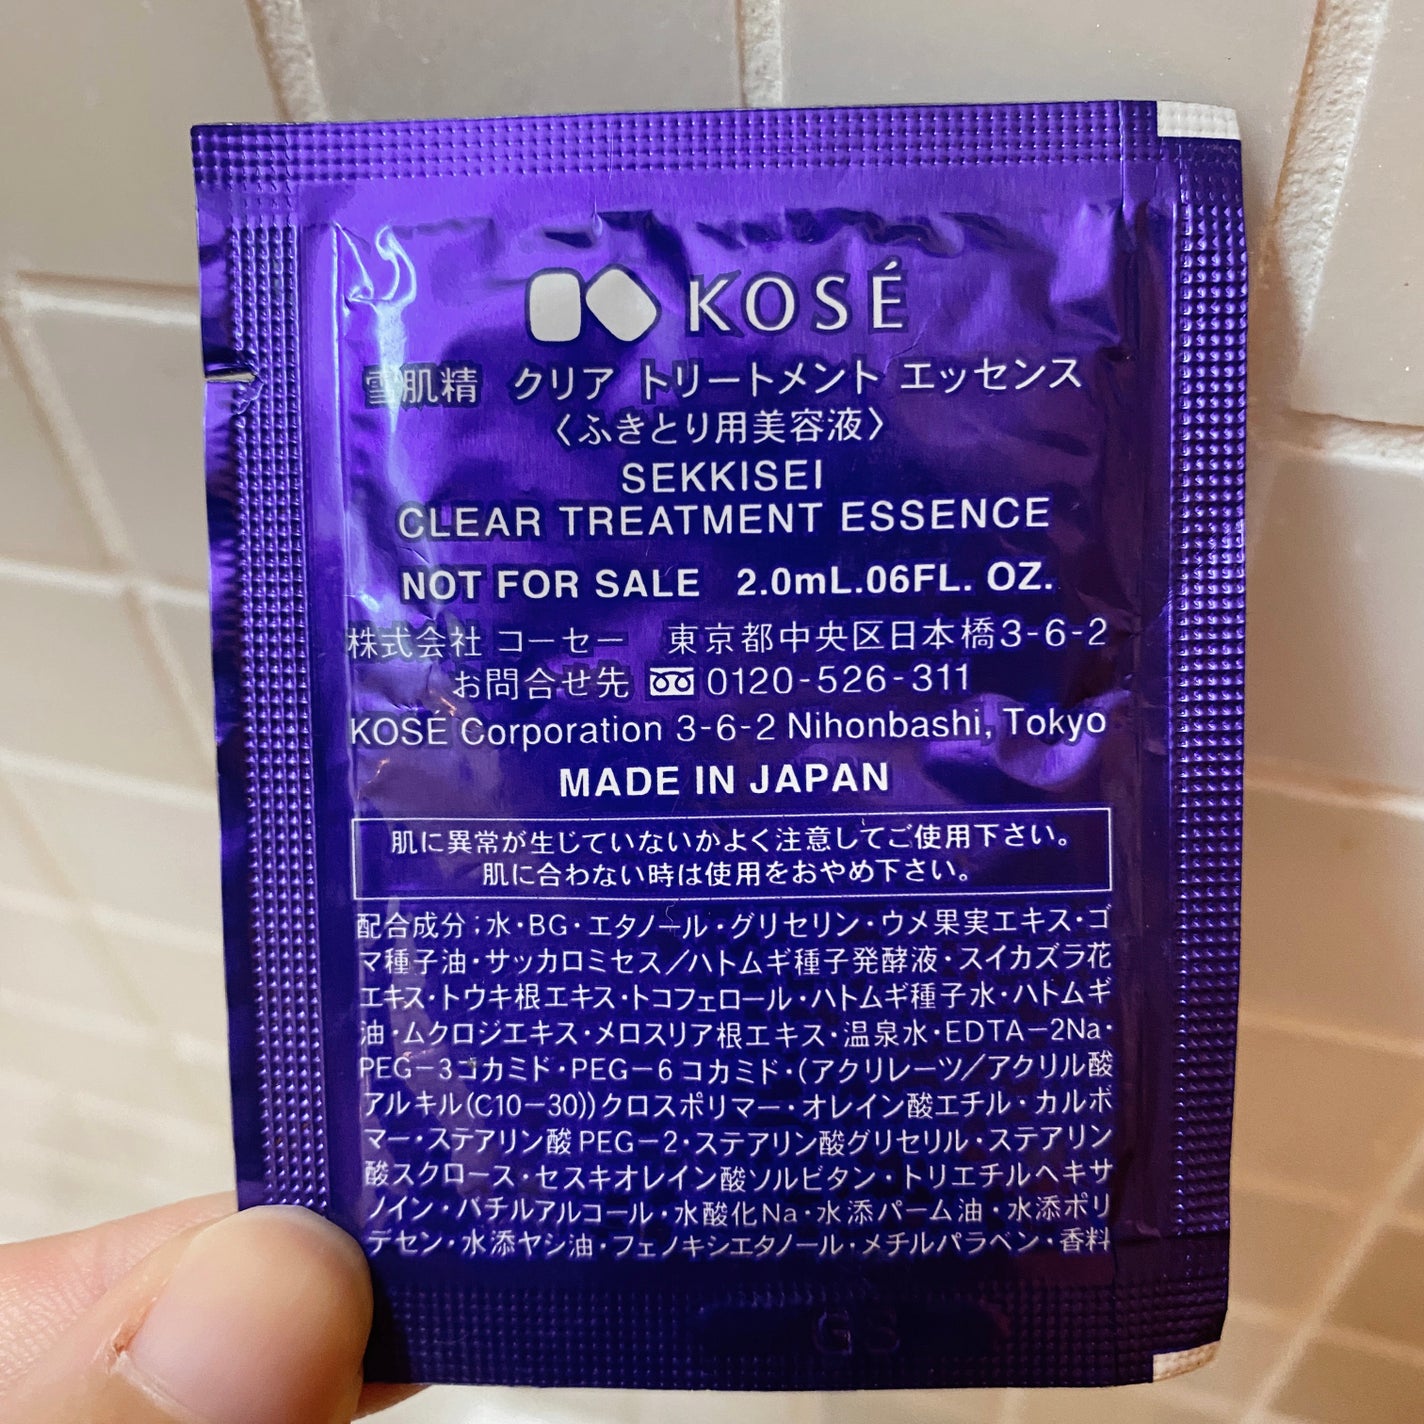 KOSÉ
雪肌精 クリア トリートメント エッセンス
〈ふきとり用美容液〉
SEKKISEI
CLEAR TREATMENT ESSENCE
NOT FOR SALE 2.0mL.06FL. OZ.
株式会社 コーセー 東京都中央区日本橋3-6-2
お問合せ先 0120-526-311
KOSÉ Corporation 3-6-2 Nihonbashi, Tokyo
MADE IN JAPAN
肌に異常が生じていないかよく注意してご使用下さい。
肌に合わない時は使用をおやめ下さい。
配合成分；水・BG・エタノール・グリセリン・ウメ果実エキス・ゴ
マ種子油・サッカロミセス／ハトムギ種子発酵液・スイカズラ花
エキス・トウキ根エキス・トコフェロール・ハトムギ種子水・ハトムギ
油・ムクロジエキス・メロスリア根エキス・温泉水・EDTA−2Na・
PEG−3コカミド・PEG−6コカミド・(アクリレーツ／アクリル酸
アルキル(C10−30))クロスポリマー・オレイン酸エチル・カルボ
マー・ステアリン酸PEG−2・ステアリン酸グリセリル・ステアリン
酸スクロース・セスキオレイン酸ソルビタン・トリエチルヘキサ
ノイン・バチルアルコール・水酸化Na・水添パーム油・水添ポリ
デセン・水添ヤシ油・フェノキシエタノール・メチルパラベン・香料